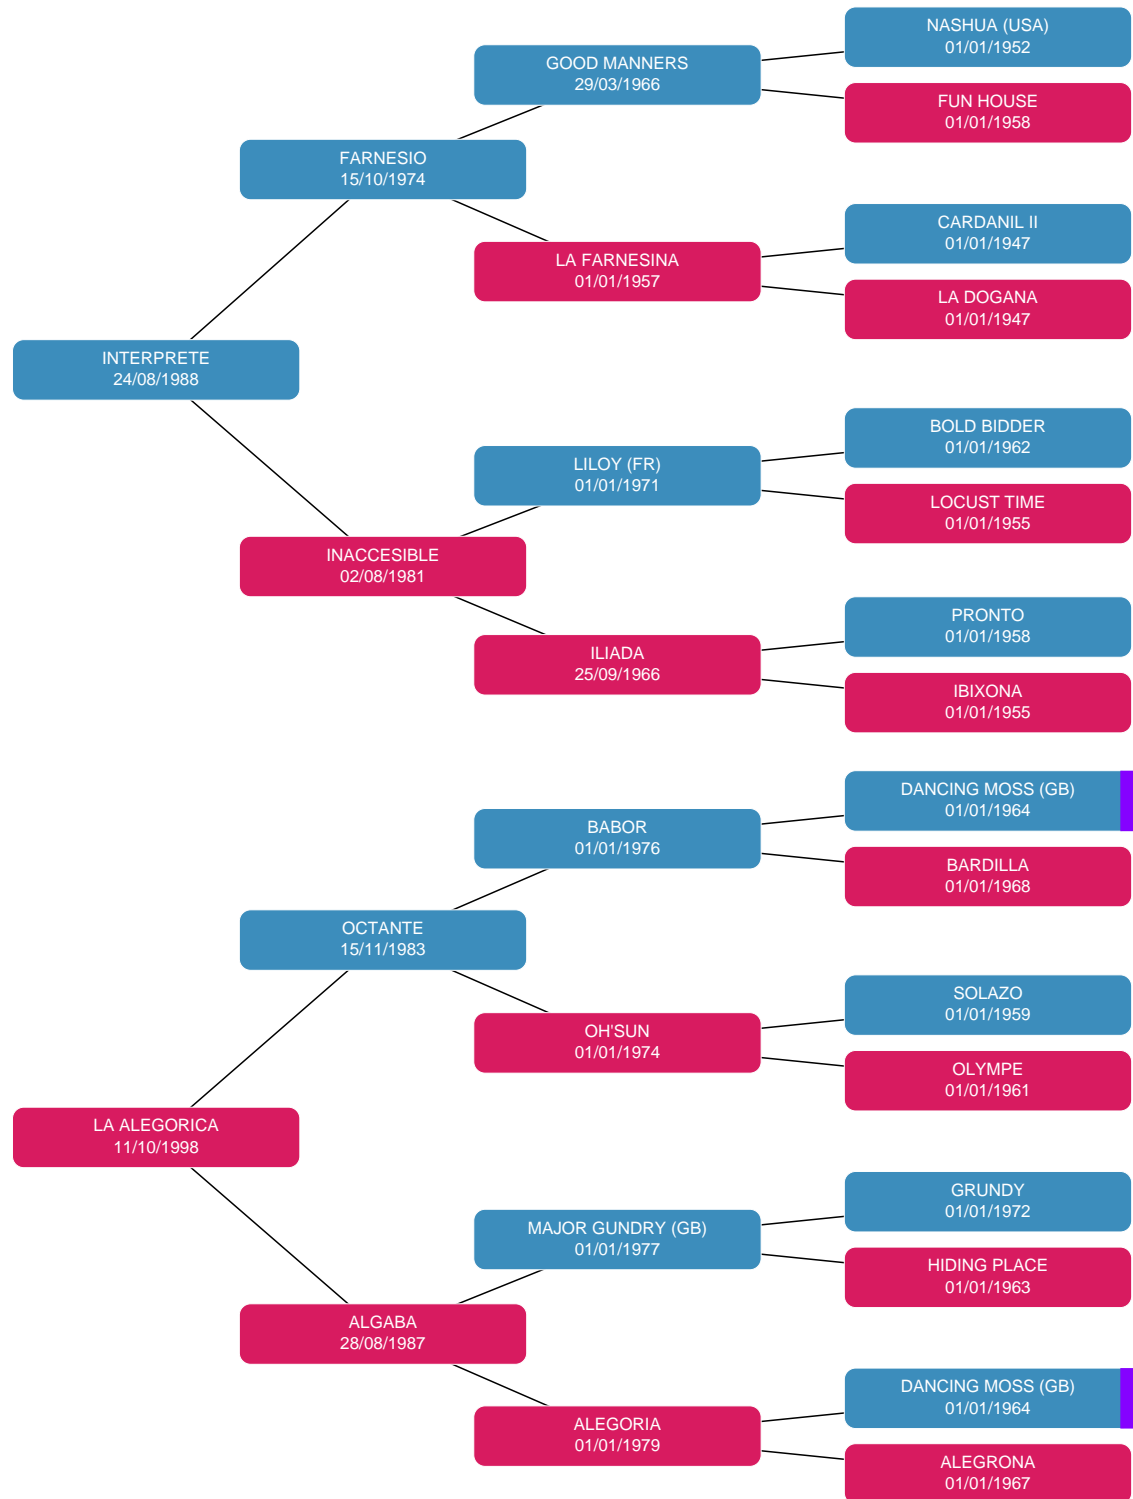 NASHUA (USA)
01/01/1952
GOOD MANNERS
29/03/1966
FUN HOUSE
01/01/1958
FARNESIO
15/10/1974
CARDANIL II
01/01/1947
LA FARNESINA
01/01/1957
LA DOGANA
01/01/1947
INTERPRETE
24/08/1988
BOLD BIDDER
01/01/1962
LILOY (FR)
01/01/1971
LOCUST TIME
01/01/1955
INACCESIBLE
02/08/1981
PRONTO
01/01/1958
ILIADA
25/09/1966
IBIXONA
01/01/1955
DANCING MOSS (GB)
01/01/1964
BABOR
01/01/1976
BARDILLA
01/01/1968
OCTANTE
15/11/1983
SOLAZO
01/01/1959
OH'SUN
01/01/1974
OLYMPE
01/01/1961
LA ALEGORICA
11/10/1998
GRUNDY
01/01/1972
MAJOR GUNDRY (GB)
01/01/1977
HIDING PLACE
01/01/1963
ALGABA
28/08/1987
DANCING MOSS (GB)
01/01/1964
ALEGORIA
01/01/1979
ALEGRONA
01/01/1967